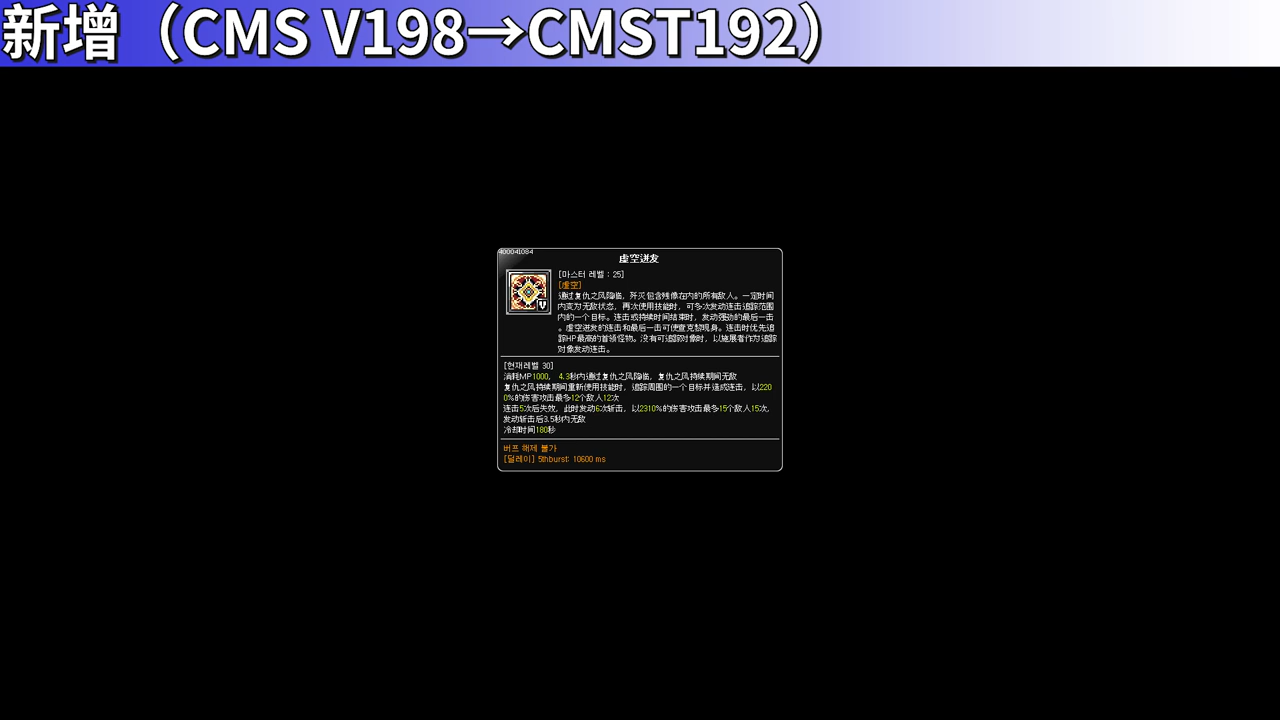 新增（CMS V198→CMST192）
400041084
虚空迸发
[마스터 레벨 : 25]
[虚空]
通过复仇之风降临，歼灭包含残像在内的所有敌人。一定时间
内变为无敌状态，再次使用技能时，可多次发动连击追踪范围
内的一个目标。连击或持续时间结束时，发动强劲的最后一击
。虚空迸发的连击和最后一击可使查克黎现身。连击时优先追
踪HP最高的首领怪物。没有可追踪对像时，以施展者作为追踪
对像发动连击。
[현재레벨 30]
消耗MP1000， 4.3秒内通过复仇之风降临，复仇之风持续期间无敌
复仇之风持续期间重新使用技能时，追踪周围的一个目标并造成连击，以220
0%的伤害攻击最多12个敌人12次
连击5次后失效，此时发动6次斩击，以2310%的伤害攻击最多15个敌人15次,
发动斩击后3.5秒内无敌
冷却时间180秒
버프 해제 불가
[딜레이] 5thburst: 10600 ms